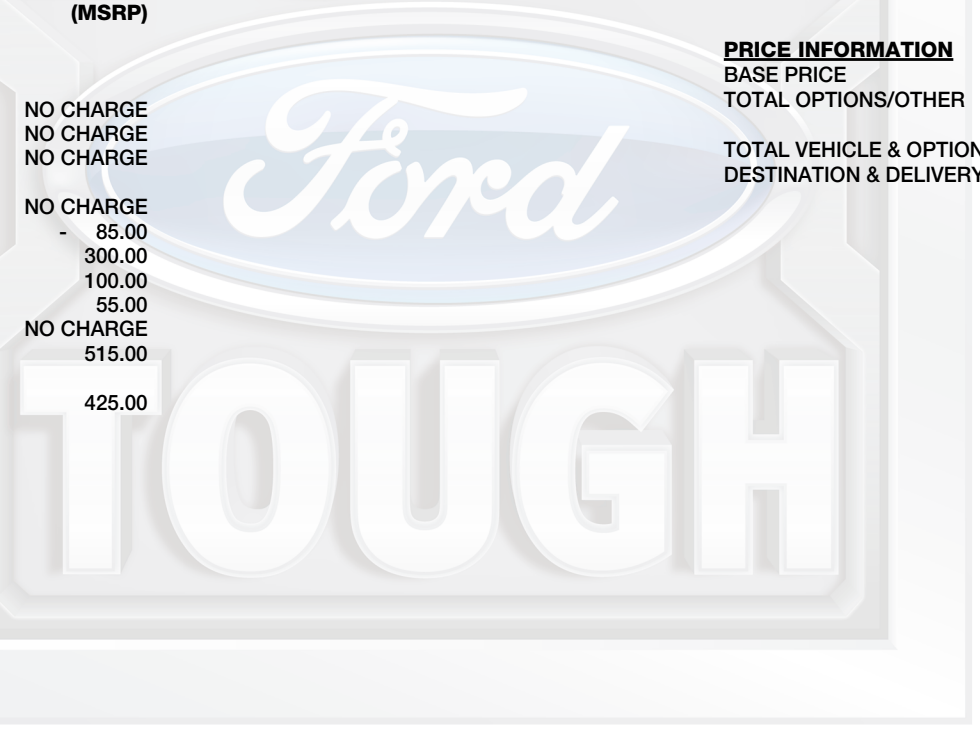 (MSRP)
NO CHARGE
NO CHARGE
NO CHARGE
NO CHARGE
- 85.00
300.00
100.00
55.00
NO CHARGE
515.00
425.00
PRICE INFORMATION
BASE PRICE
TOTAL OPTIONS/OTHER
TOTAL VEHICLE & OPTION
DESTINATION & DELIVERY
Ford
TOUGH